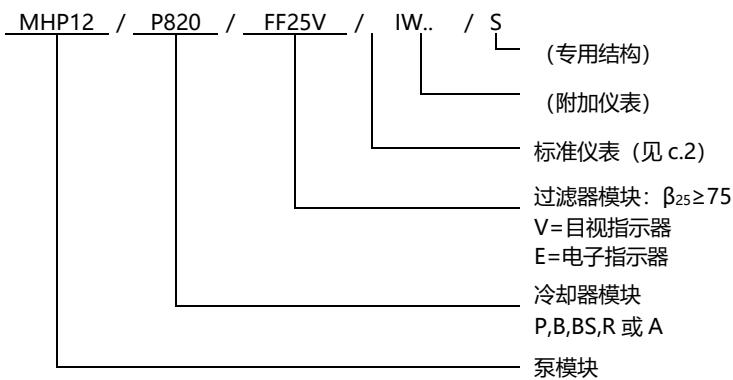 MHP12 / P820 / FF25V / IW.. / S
（专用结构）
（附加仪表）
标准仪表（见 c.2）
过滤器模块：β25≥75
V=目视指示器
E=电子指示器
冷却器模块
P,B,BS,R 或 A
泵模块